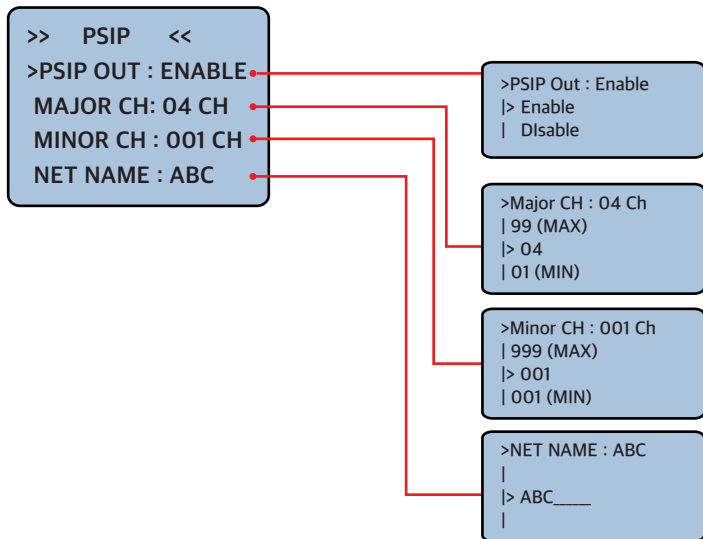 >> PSIP <<
>PSIP OUT : ENABLE
MAJOR CH: 04 CH
MINOR CH : 001 CH
NET NAME : ABC
>PSIP Out : Enable
|> Enable
| DIsable
>Major CH : 04 Ch
| 99 (MAX)
|> 04
| 01 (MIN)
>Minor CH : 001 Ch
| 999 (MAX)
|> 001
| 001 (MIN)
>NET NAME : ABC
|
|> ABC_____
|